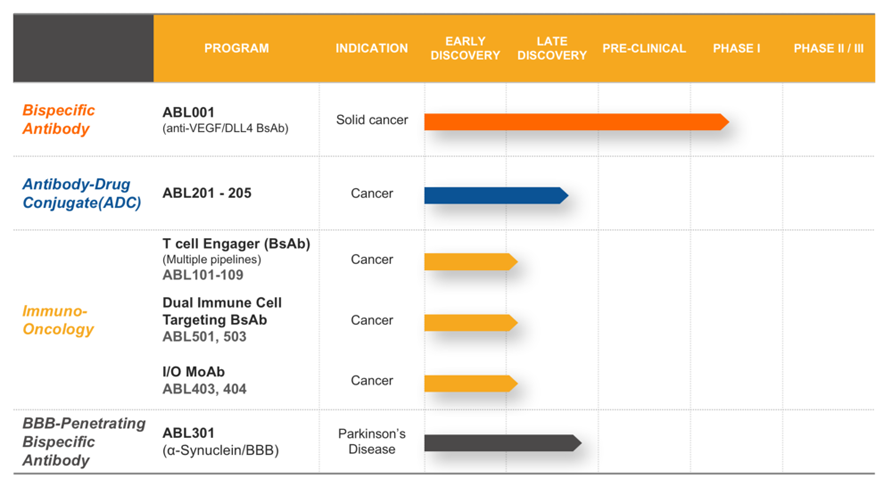 PROGRAM
INDICATION
EARLY
DISCOVERY
LATE
DISCOVERY
PRE-CLINICAL
PHASE I
PHASE II / III
Bispecific
Antibody
ABL001
(anti-VEGF/DLL4 BsAb)
Solid cancer
Antibody-Drug
Conjugate(ADC)
ABL201 - 205
Cancer
Immuno-
Oncology
T cell Engager (BsAb)
(Multiple pipelines)
ABL101-109
Cancer
Dual Immune Cell
Targeting BsAb
ABL501, 503
Cancer
I/O MoAb
ABL403, 404
Cancer
BBB-Penetrating
Bispecific
Antibody
ABL301
(α-Synuclein/BBB)
Parkinson's
Disease